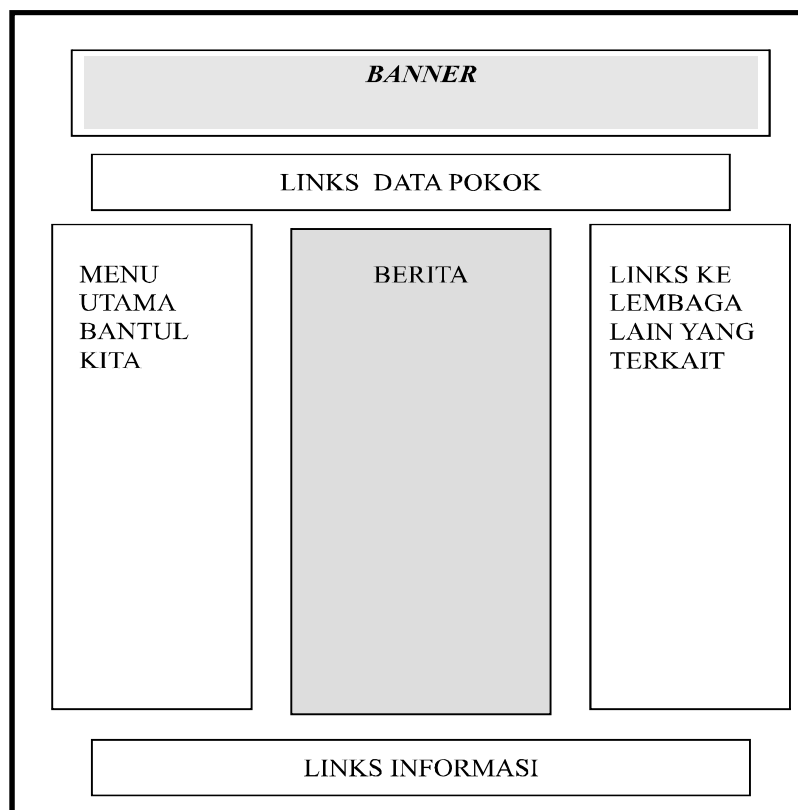 BANNER
LINKS DATA POKOK
MENU
UTAMA
BANTUL
KITA
BERITA
LINKS KE
LEMBAGA
LAIN YANG
TERKAIT
LINKS INFORMASI